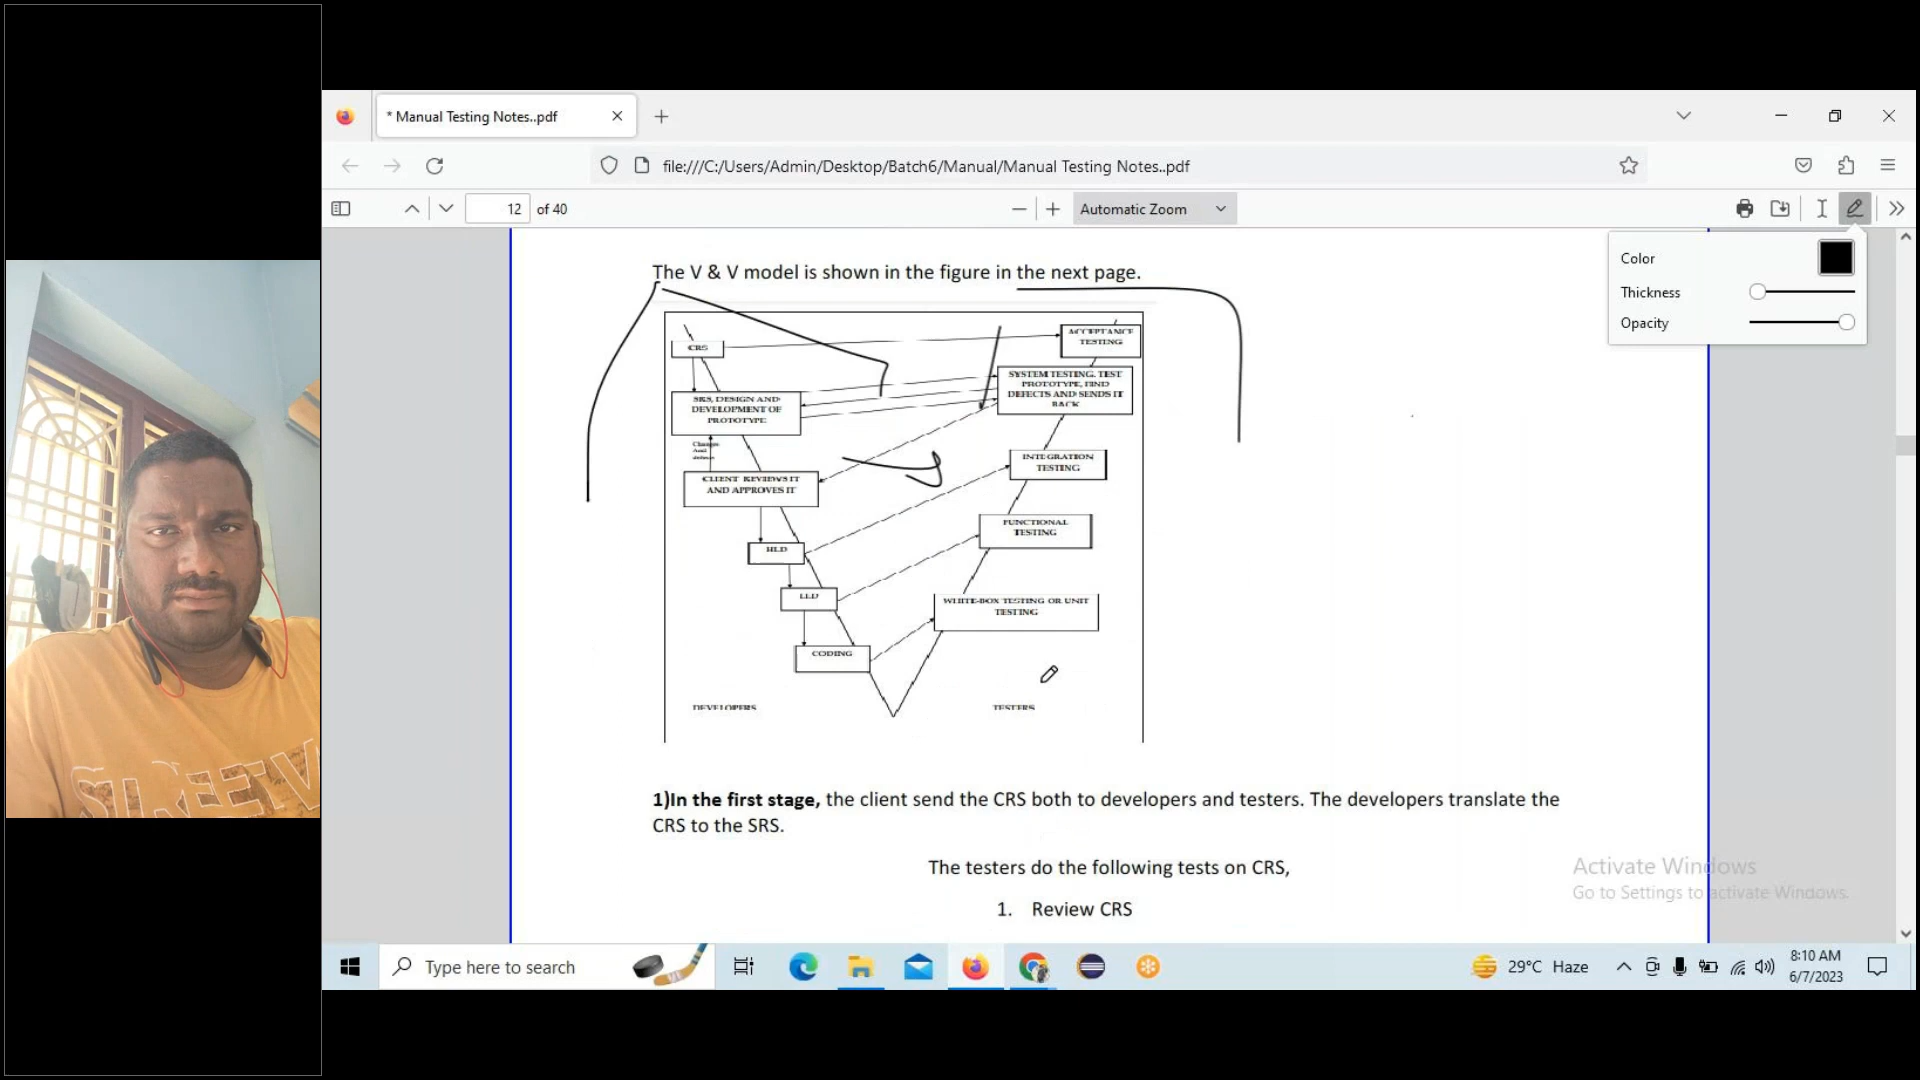 * Manual Testing Notes..pdf
file:///C:/Users/Admin/Desktop/Batch6/Manual/Manual Testing Notes..pdf
12 of 40
Automatic Zoom
Color
Thickness
Opacity
The V & V model is shown in the figure in the next page.
ACCEPTANCE
TESTING
CRS
SYSTEM TESTING, TEST
PROTOTYPE, FIND
DEFECTS AND SENDS IT
BACK
SRS, DESIGN AND
DEVELOPMENT OF
PROTOTYPE
Changes
And
INTEGRATION
TESTING
CLIENT REVIEWS IT
AND APPROVES IT
FUNCTIONAL
TESTING
HLD
LLD
WHITE-BOX TESTING OR UNIT
TESTING
CODING
DEVELOPERS
TESTERS
1)In the first stage, the client send the CRS both to developers and testers. The developers translate the
CRS to the SRS.
The testers do the following tests on CRS,
1. Review CRS
Activate Windows
Go to Settings to activate Windows.
Type here to search
29°C Haze
8:10 AM
6/7/2023
STREETV